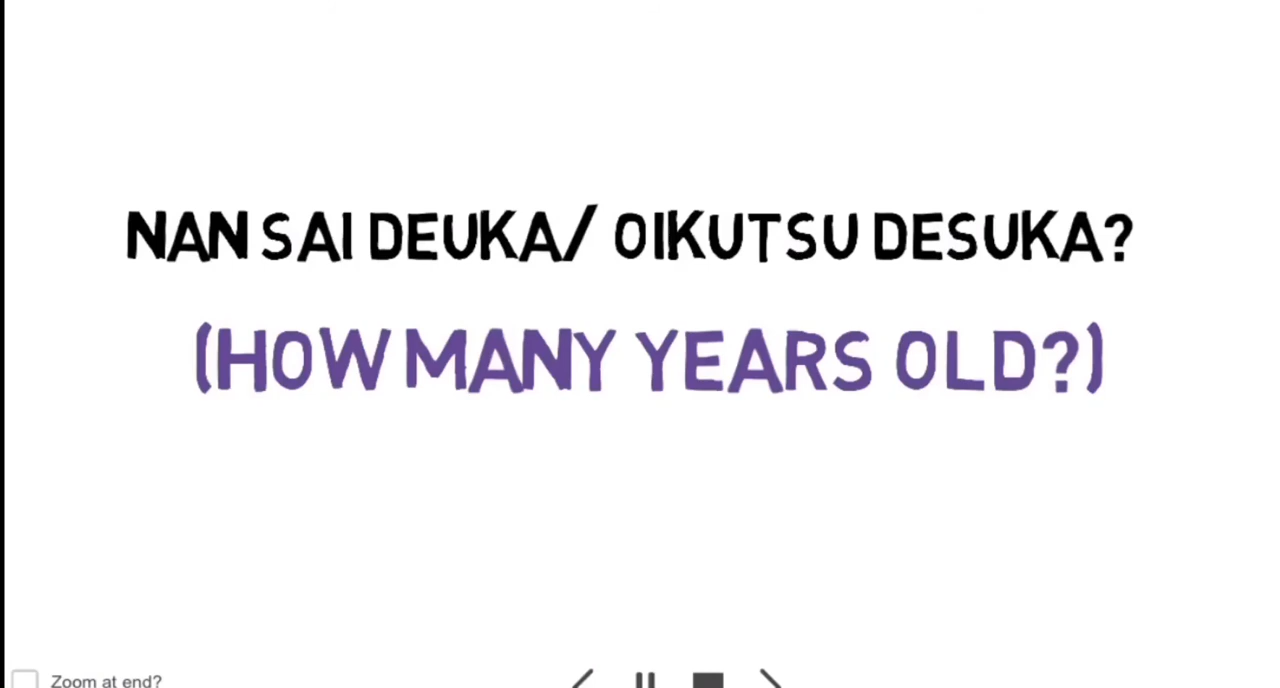 NAN SAI DEUKA/ OIKUTSU DESUKA?
(HOW MANY YEARS OLD?)
Zoom at end?